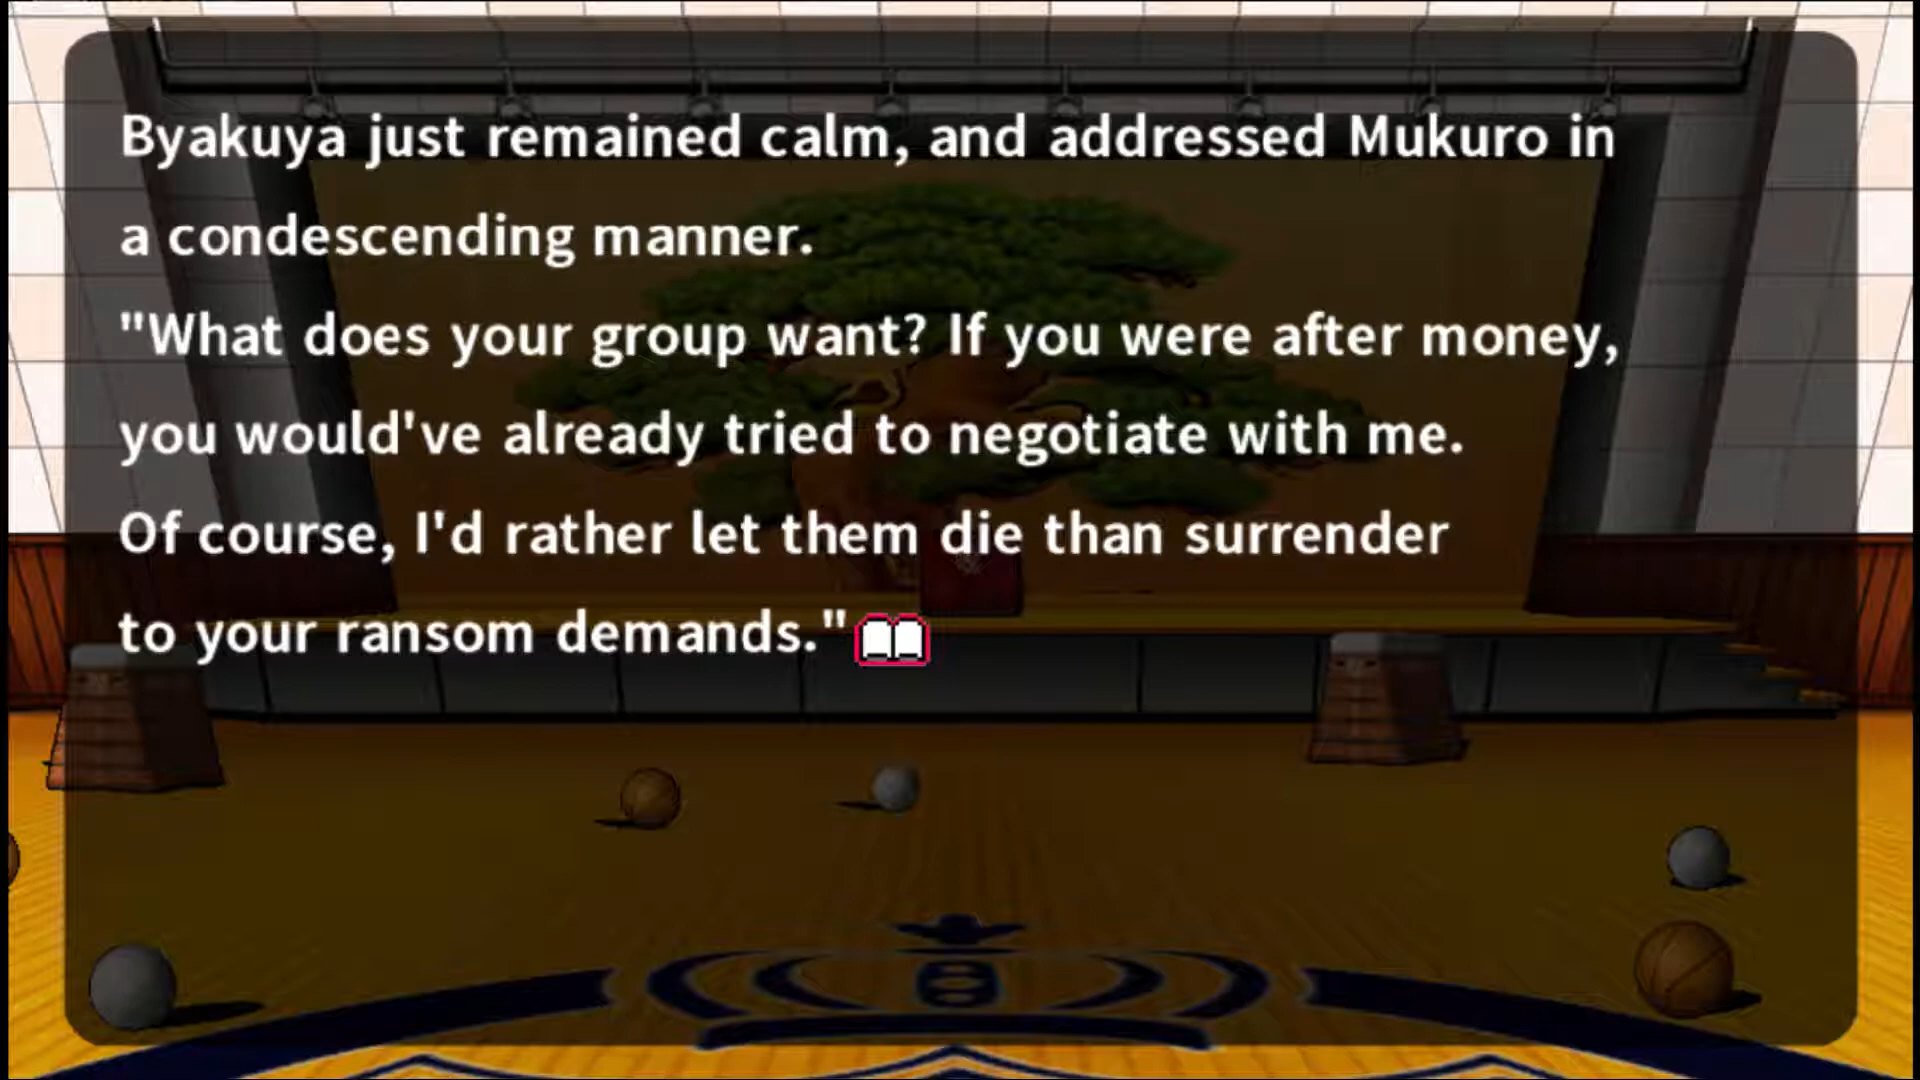 Byakuya just remained calm, and addressed Mukuro in
a condescending manner.
"What does your group want? If you were after money,
you would've already tried to negotiate with me.
Of course, I'd rather let them die than surrender
to your ransom demands."